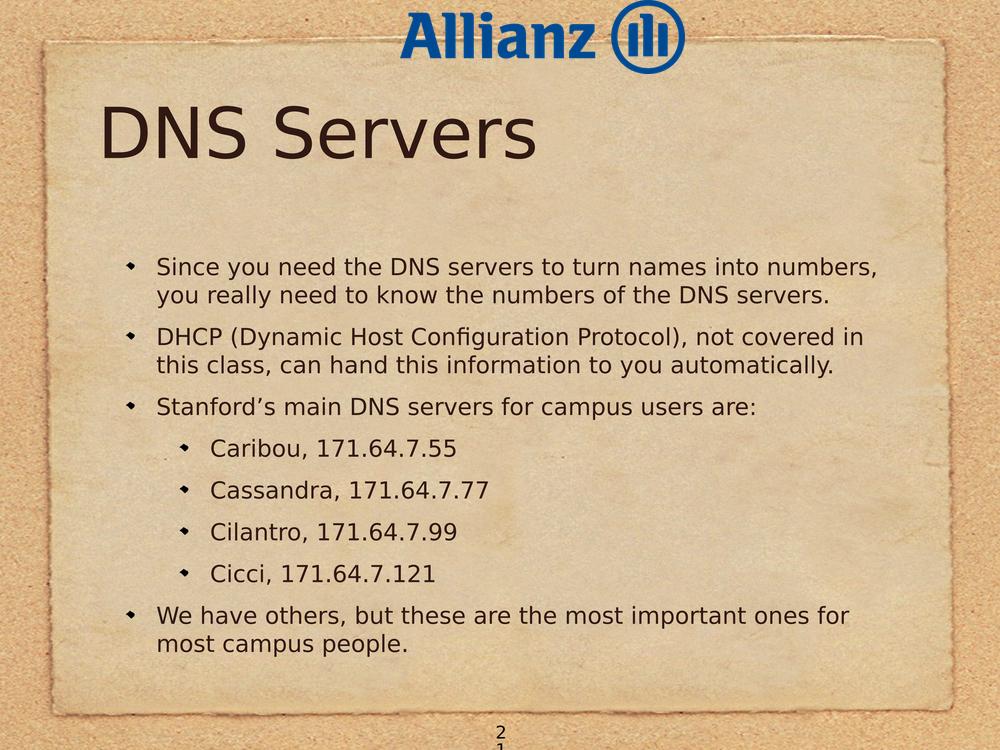 Allianz
DNS Servers
Since you need the DNS servers to turn names into numbers,
you really need to know the numbers of the DNS servers.
DHCP (Dynamic Host Configuration Protocol), not covered in
this class, can hand this information to you automatically.
Stanford’s main DNS servers for campus users are:
Caribou, 171.64.7.55
Cassandra, 171.64.7.77
Cilantro, 171.64.7.99
Cicci, 171.64.7.121
We have others, but these are the most important ones for
most campus people.
2
1